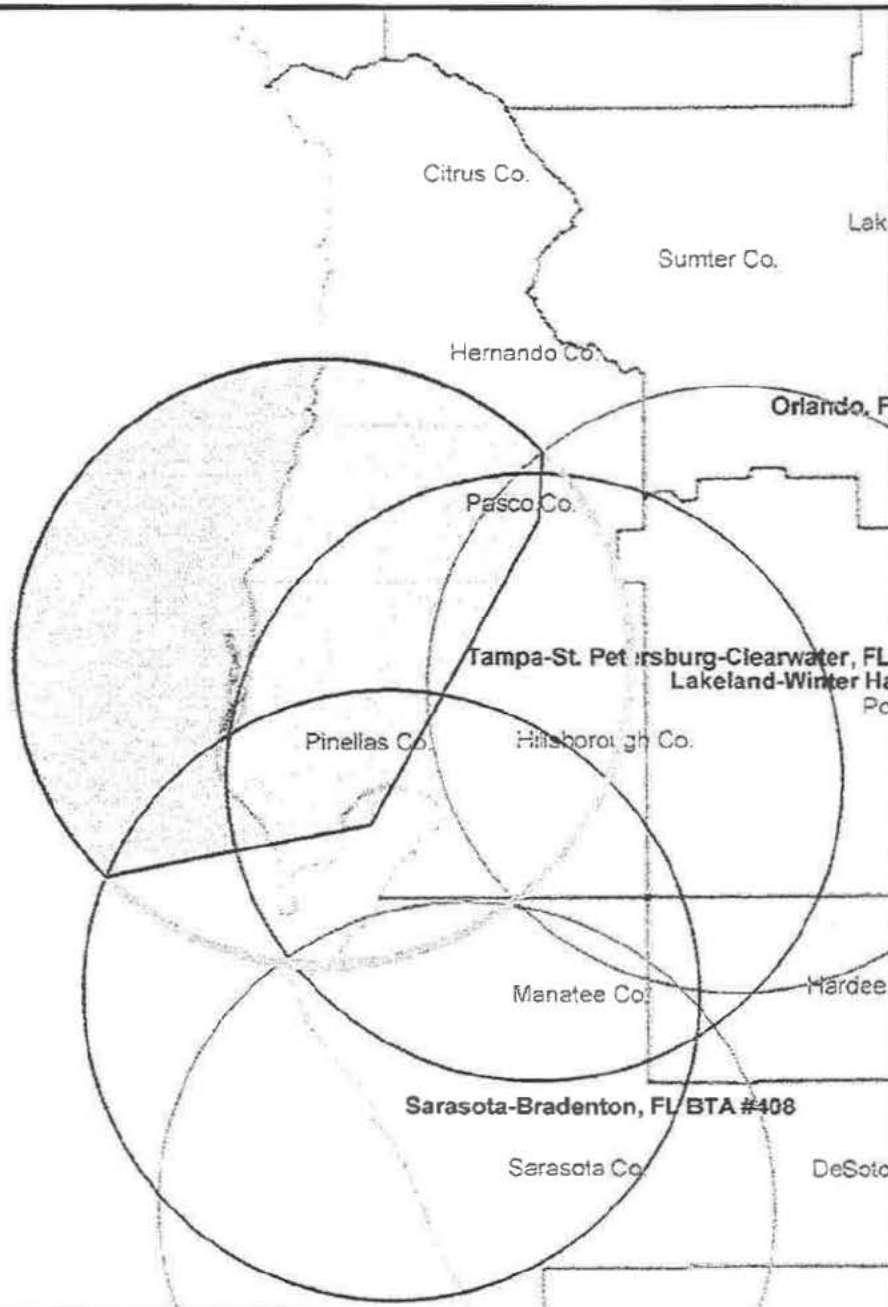 Citrus Co.
Lak
Sumter Co.
Hernando Co.
Orlando, F
Pasco Co.
Tampa-St. Petersburg-Clearwater, FL
Lakeland-Winter Ha
Po
Pinellas Co.
Hillsborough Co.
Manatee Co.
Hardee
Sarasota-Bradenton, FL BTA #408
Sarasota Co.
DeSoto